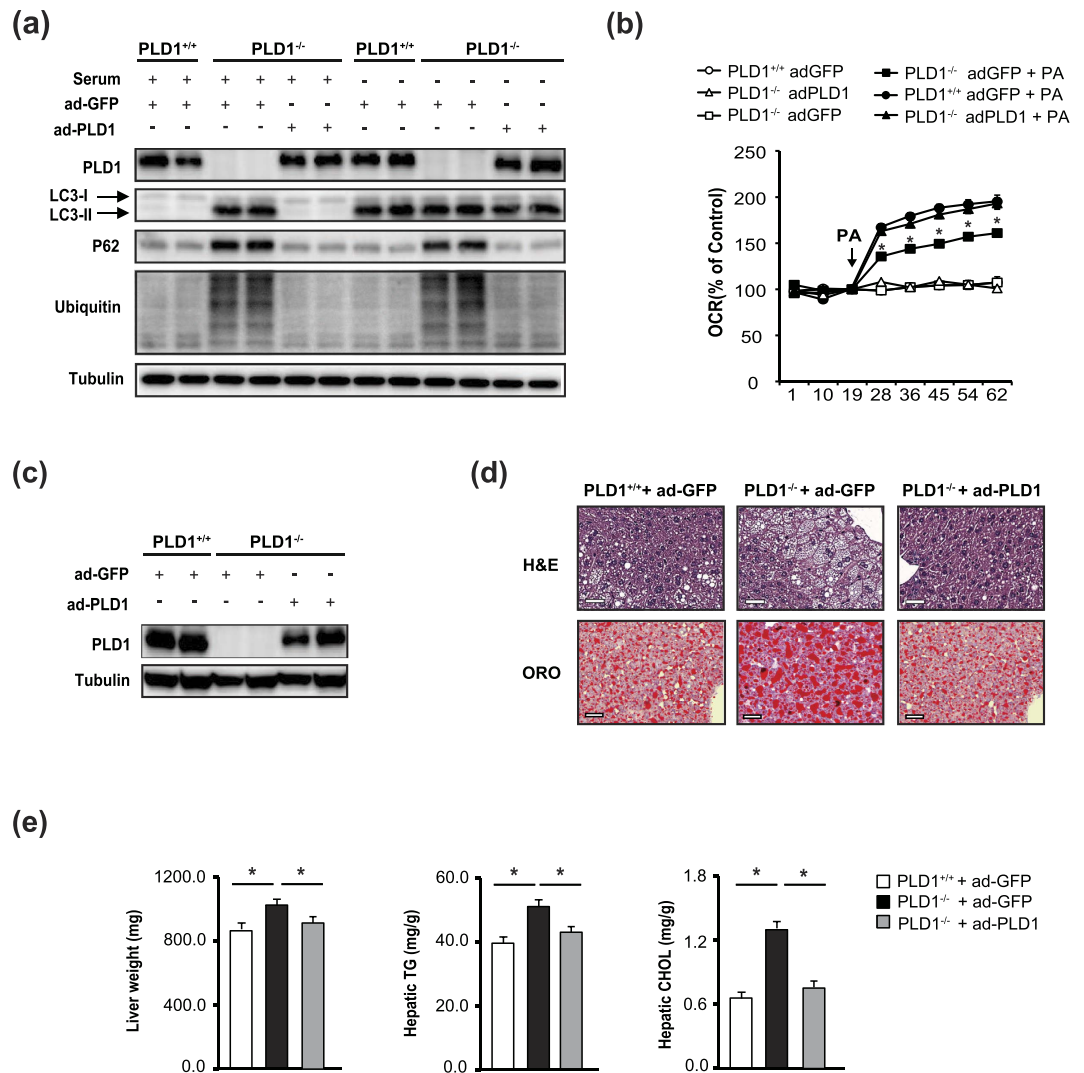 (a)
PLD1+/+ PLD1-/- PLD1+/+ PLD1-/-
Serum + + + + + + - - - - - -
ad-GFP + + + + - - + + + + - -
ad-PLD1 - - - - + + - - - - + +
PLD1
LC3-I
LC3-II
P62
Ubiquitin
Tubulin
(b)
PLD1+/+ adGFP
PLD1-/- adPLD1
PLD1-/- adGFP
PLD1-/- adGFP + PA
PLD1+/+ adGFP + PA
PLD1-/- adPLD1 + PA
OCR(% of Control)
250
200
150
100
50
0
PA
* * * * *
1 10 19 28 36 45 54 62
(c)
PLD1+/+ PLD1-/-
ad-GFP + + + + - -
ad-PLD1 - - - - + +
PLD1
Tubulin
(d)
PLD1+/+ + ad-GFP PLD1-/- + ad-GFP PLD1-/- + ad-PLD1
H&E
ORO
(e)
Liver weight (mg)
1200.0
800.0
400.0
0.0
* *
Hepatic TG (mg/g)
60.0
40.0
20.0
0.0
* *
Hepatic CHOL (mg/g)
1.8
1.2
0.6
0.0
* *
PLD1+/+ + ad-GFP
PLD1-/- + ad-GFP
PLD1-/- + ad-PLD1